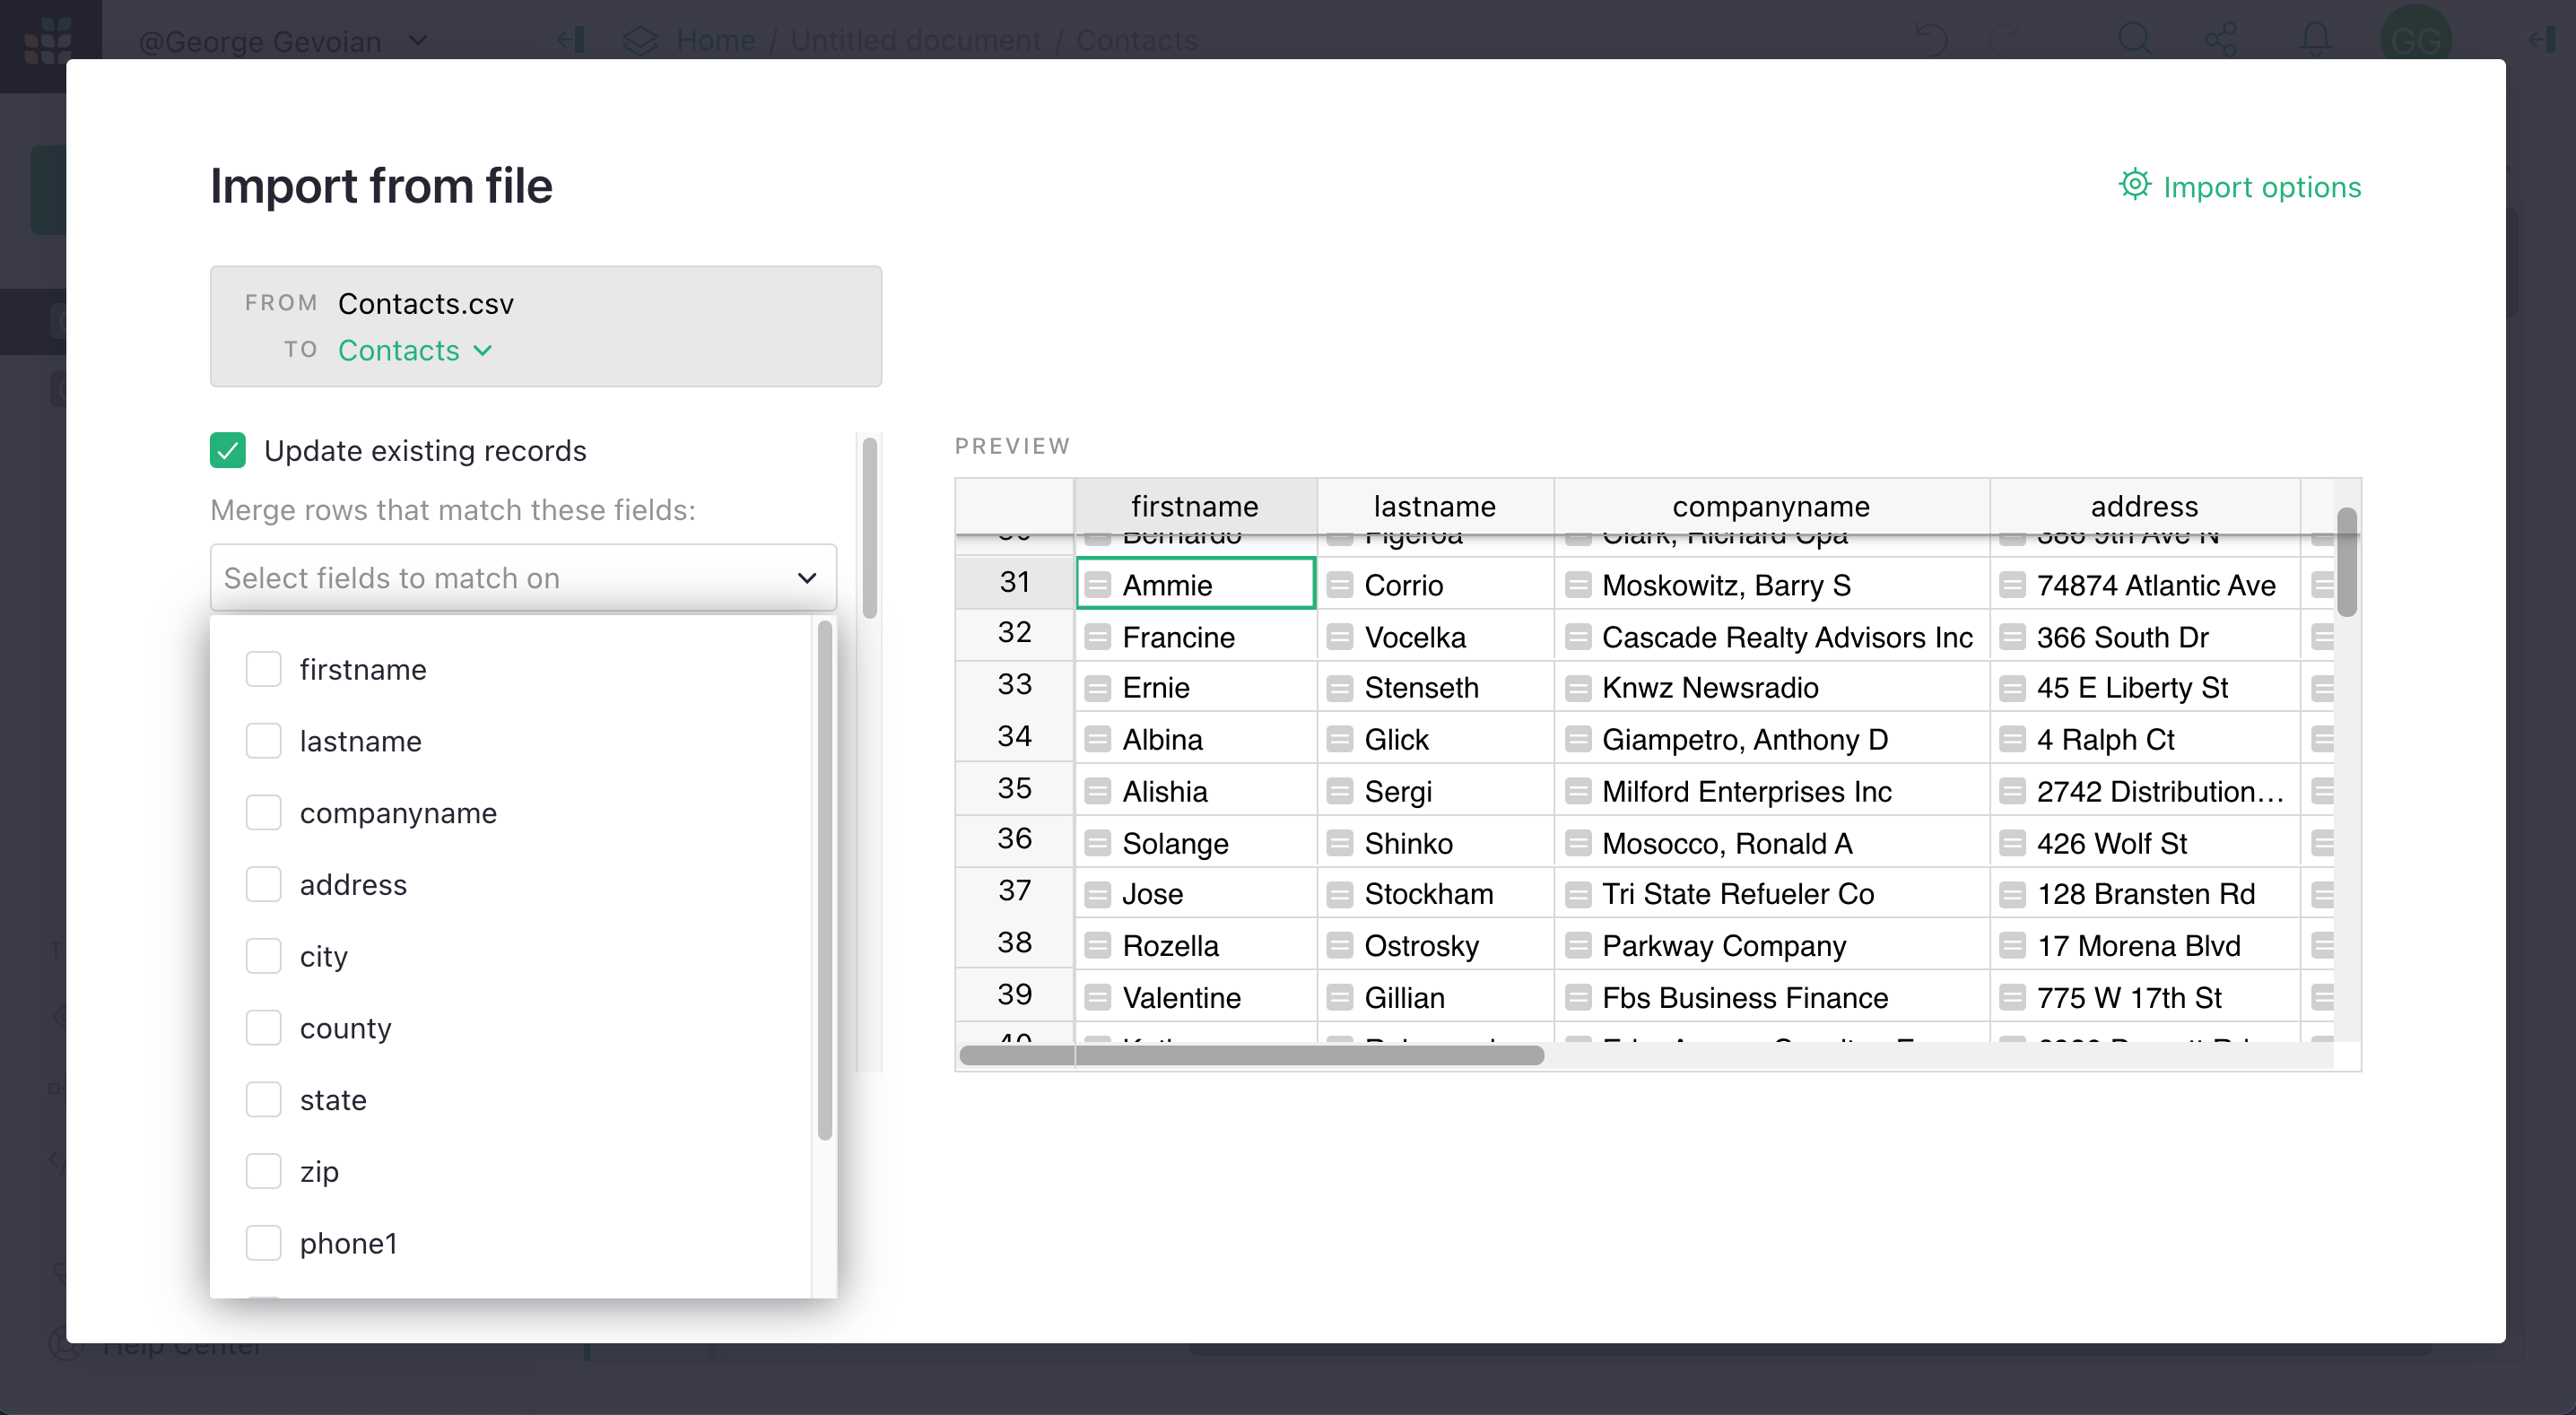 @George Gevoian
Home / Untitled document / Contacts
GG
Import from file
Import options
FROM Contacts.csv
TO Contacts
Update existing records
Merge rows that match these fields:
Select fields to match on
firstname
lastname
companyname
address
city
county
state
zip
phone1
PREVIEW
firstname lastname companyname address
Bernardo Figeroa Clark, Richard Cpa 386 9th Ave N
31 Ammie Corrio Moskowitz, Barry S 74874 Atlantic Ave
32 Francine Vocelka Cascade Realty Advisors Inc 366 South Dr
33 Ernie Stenseth Knwz Newsradio 45 E Liberty St
34 Albina Glick Giampetro, Anthony D 4 Ralph Ct
35 Alishia Sergi Milford Enterprises Inc 2742 Distribution...
36 Solange Shinko Mosocco, Ronald A 426 Wolf St
37 Jose Stockham Tri State Refueler Co 128 Bransten Rd
38 Rozella Ostrosky Parkway Company 17 Morena Blvd
39 Valentine Gillian Fbs Business Finance 775 W 17th St
40
Help Center